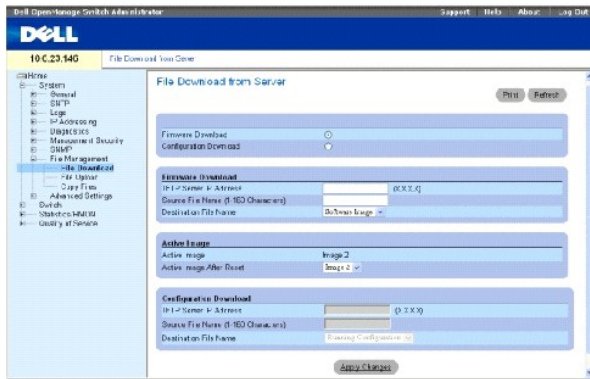 Dell OpenManage Switch Administrator
Support Help About Log Out
DELL
10.6.23.146
File Download from Server
Home
System
General
SNTP
Logs
IP Addressing
Diagnostics
Management Security
SNMP
File Management
File Download
File Upload
Copy Files
Advanced Settings
Switch
Statistics/RMON
Quality of Service
File Download from Server
Print Refresh
Firmware Download
Configuration Download
Firmware Download
TFTP Server IP Address (X.X.X.X)
Source File Name (1-160 Characters)
Destination File Name Software Image
Active Image
Active Image Image 2
Active Image After Reset
Configuration Download
TFTP Server IP Address (X.X.X.X)
Source File Name (1-160 Characters)
Destination File Name Running Configuration
Apply Changes